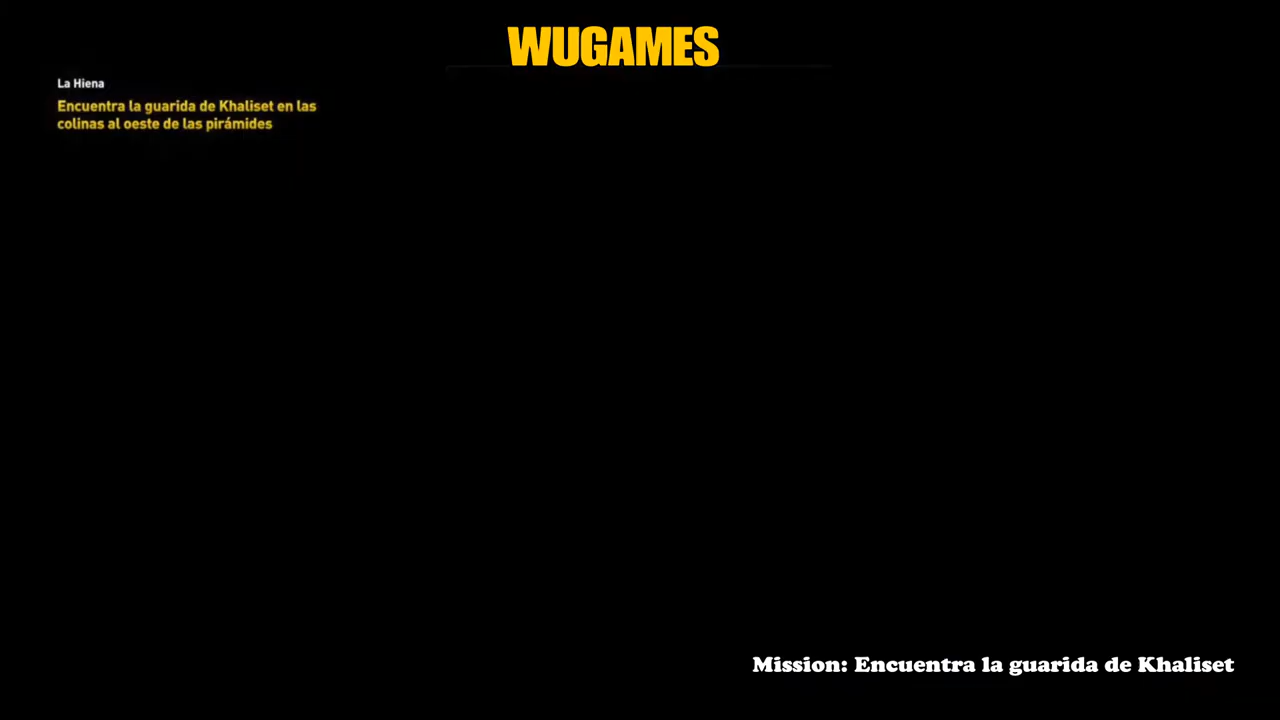 WUGAMES
La Hiena
Encuentra la guarida de Khaliset en las
colinas al oeste de las pirámides
Mission: Encuentra la guarida de Khaliset